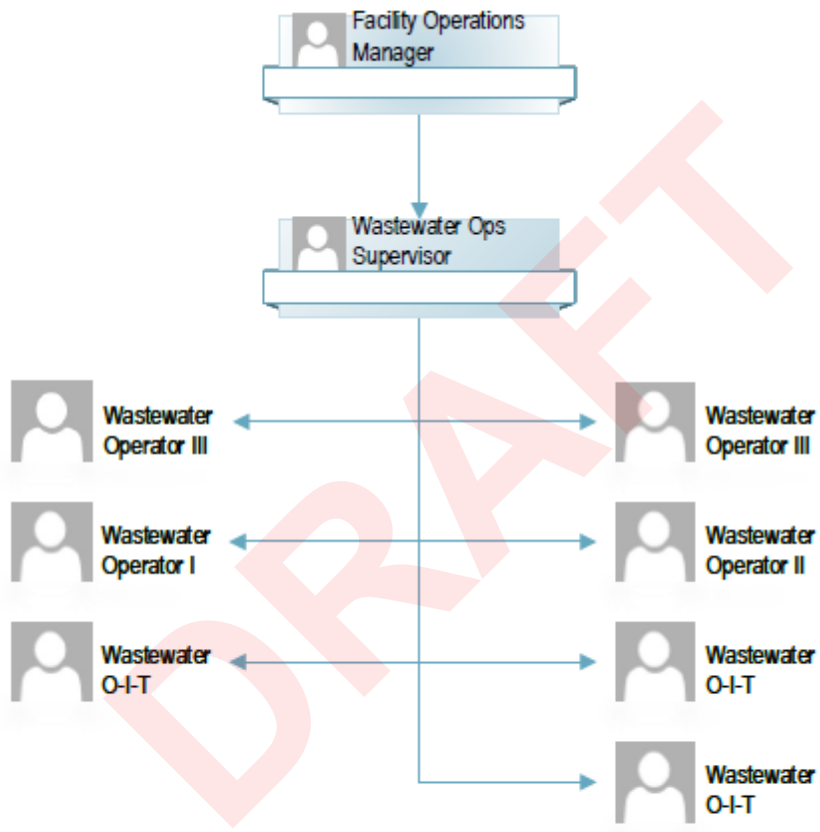 Facility Operations
Manager
Wastewater Ops
Supervisor
Wastewater
Operator III
Wastewater
Operator III
Wastewater
Operator I
Wastewater
Operator II
Wastewater
O-I-T
Wastewater
O-I-T
Wastewater
O-I-T
DRAFT